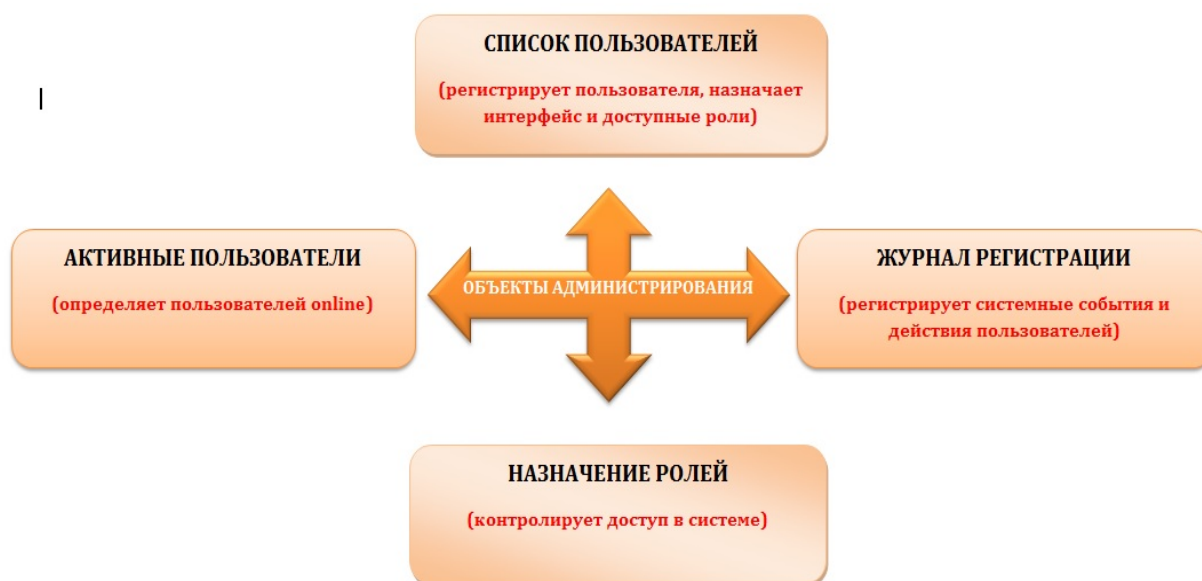 СПИСОК ПОЛЬЗОВАТЕЛЕЙ
(регистрирует пользователя, назначает
интерфейс и доступные роли)
АКТИВНЫЕ ПОЛЬЗОВАТЕЛИ
(определяет пользователей online)
ОБЪЕКТЫ АДМИНИСТРИРОВАНИЯ
ЖУРНАЛ РЕГИСТРАЦИИ
(регистрирует системные события и
действия пользователей)
НАЗНАЧЕНИЕ РОЛЕЙ
(контролирует доступ в системе)